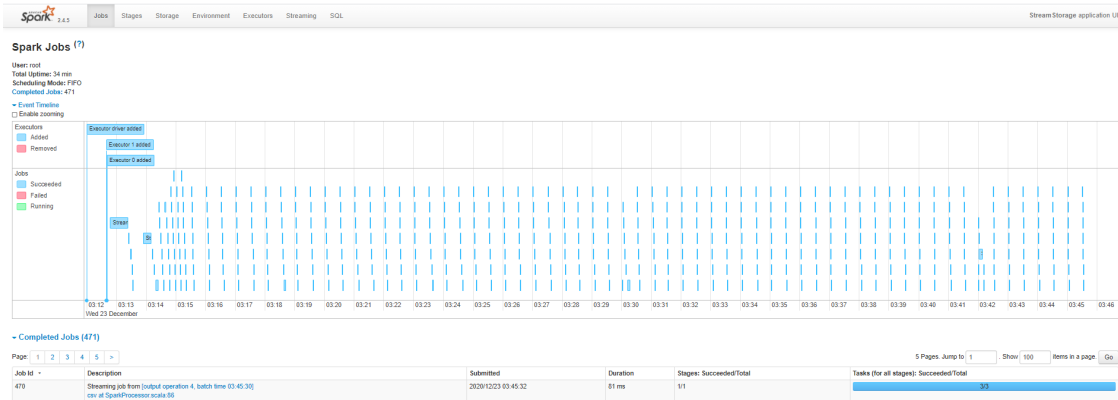 APACHE Spark 2.4.5 Jobs Stages Storage Environment Executors Streaming SQL StreamStorage application UI
Spark Jobs (?)
User: root
Total Uptime: 34 min
Scheduling Mode: FIFO
Completed Jobs: 471
Event Timeline
Enable zooming
Executors
Added
Removed
Executor driver added
Executor 1 added
Executor 0 added
Jobs
Succeeded
Failed
Running
Stream
St
03:12 03:13 03:14 03:15 03:16 03:17 03:18 03:19 03:20 03:21 03:22 03:23 03:24 03:25 03:26 03:27 03:28 03:29 03:30 03:31 03:32 03:33 03:34 03:35 03:36 03:37 03:38 03:39 03:40 03:41 03:42 03:43 03:44 03:45 03:46
Wed 23 December
Completed Jobs (471)
Page: 1 2 3 4 5 > 5 Pages. Jump to 1 . Show 100 items in a page. Go
Job Id Description Submitted Duration Stages: Succeeded/Total Tasks (for all stages): Succeeded/Total
470 Streaming job from [output operation 4, batch time 03:45:30] 2020/12/23 03:45:32 81 ms 1/1 3/3
csv at SparkProcessor.scala:66